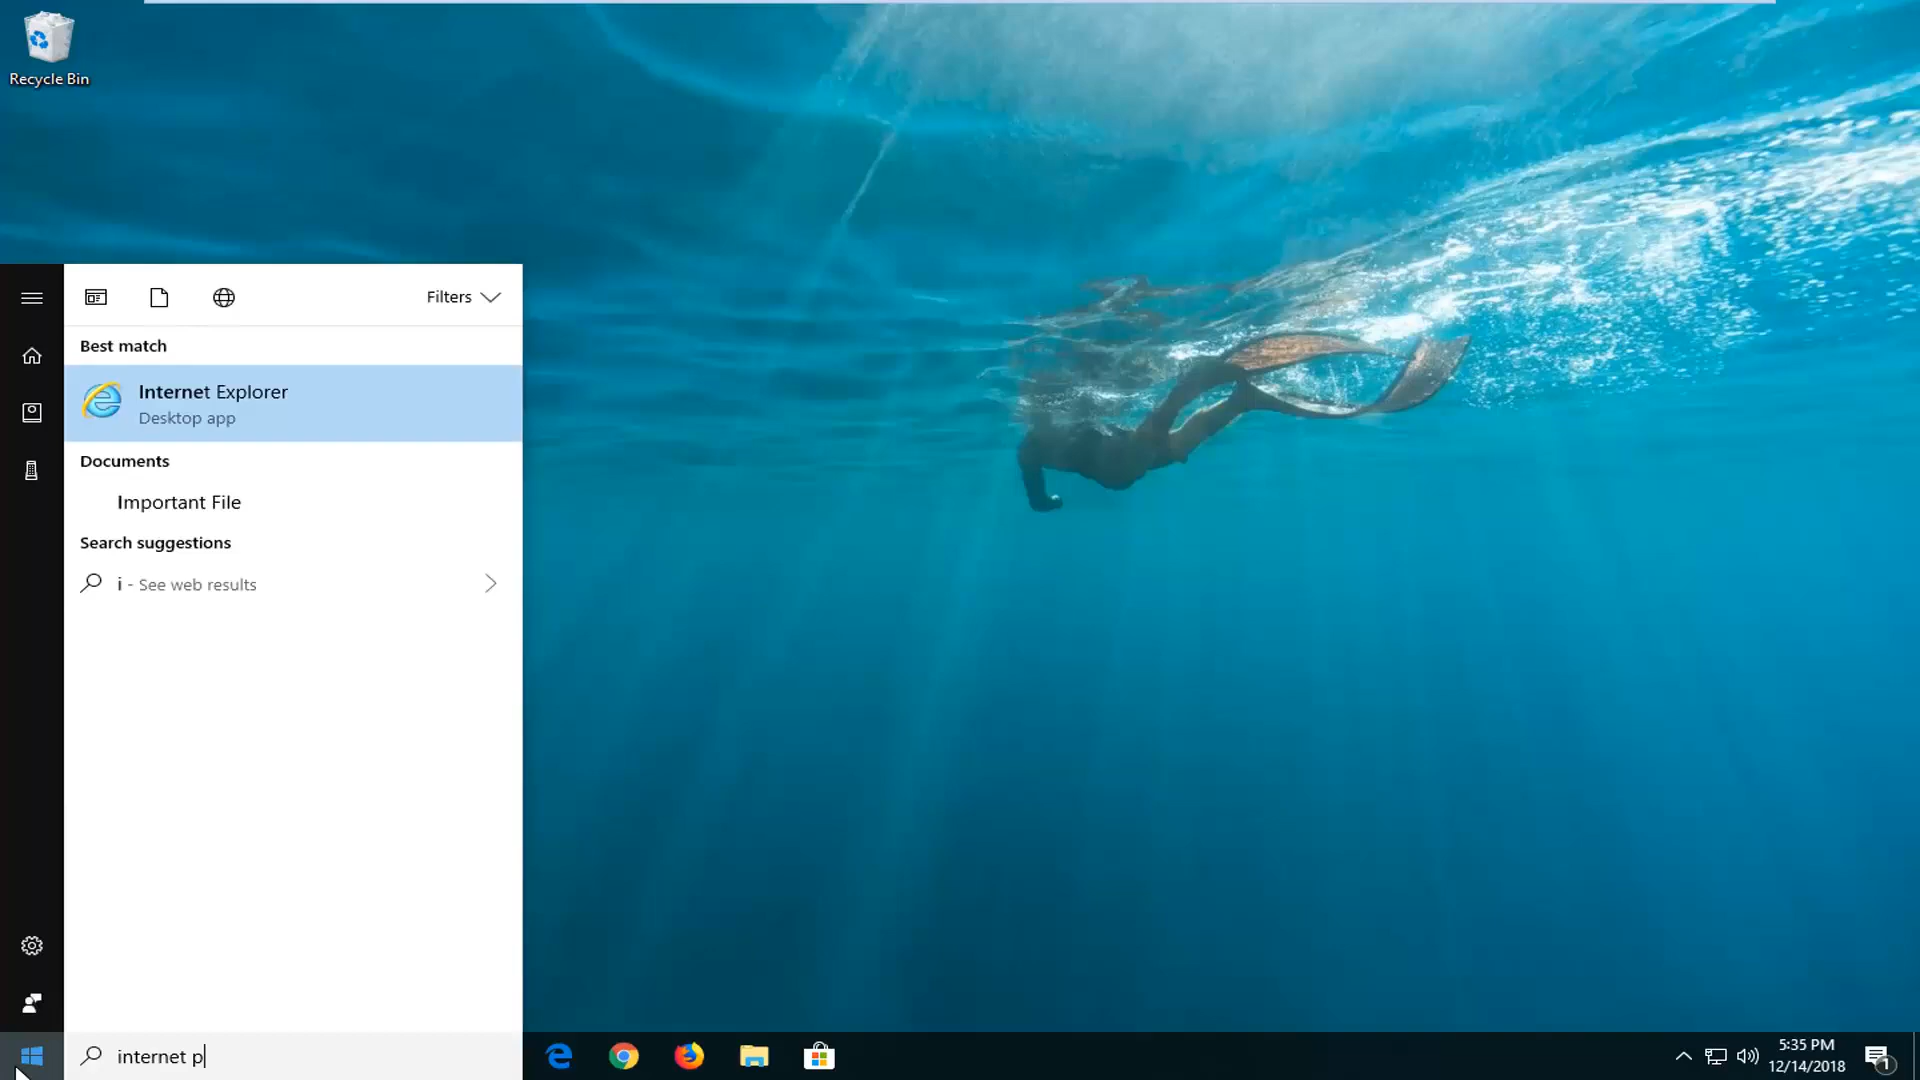 Recycle Bin
Filters
Best match
Internet Explorer
Desktop app
Documents
Important File
Search suggestions
i - See web results
internet p
5:35 PM
12/14/2018
1